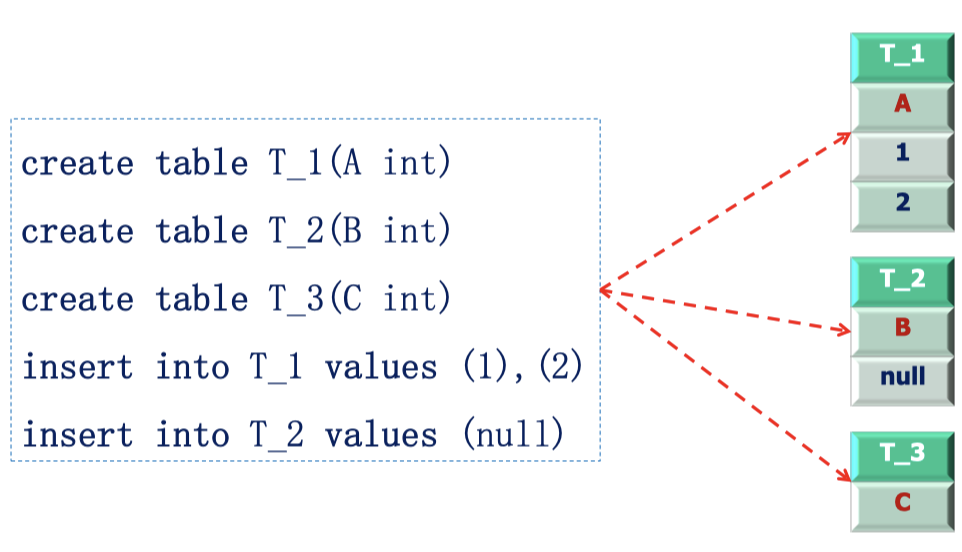 create table T_1(A int)
create table T_2(B int)
create table T_3(C int)
insert into T_1 values (1),(2)
insert into T_2 values (null)
T_1
A
1
2
T_2
B
null
T_3
C